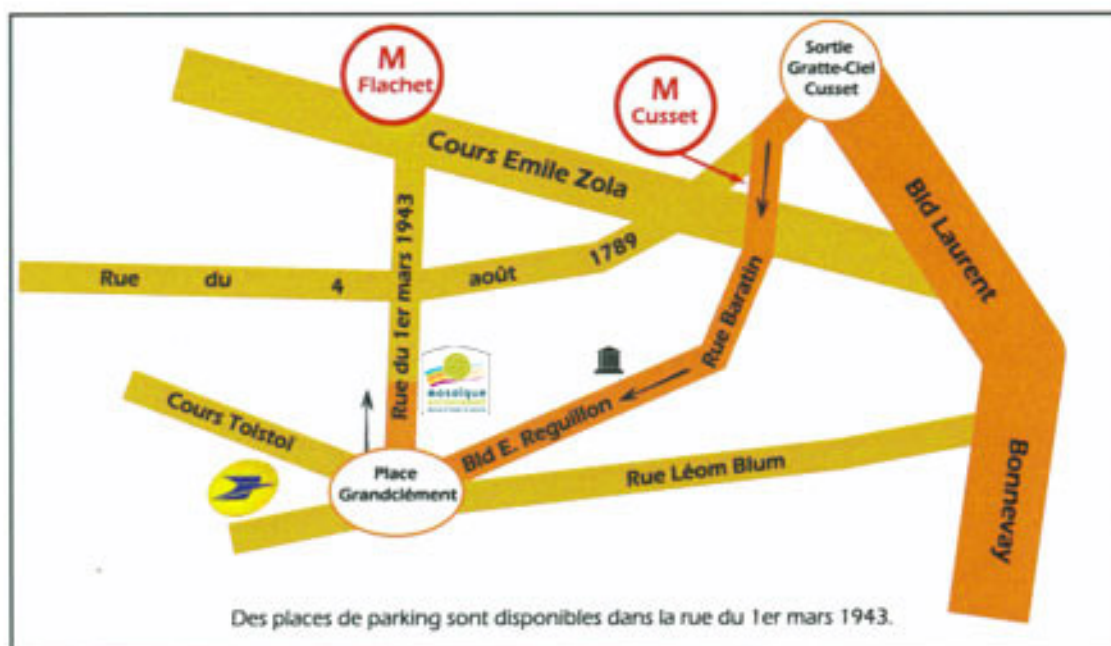 M
Flachet
M
Cusset
Sortie
Gratte-Ciel
Cusset
Cours Emile Zola
Bld Laurent
Bonnevay
Rue du 4 août 1789
Rue du 1er mars 1943
Rue Baratin
mosaïque
Cours Tolstoï
Bld E. Reguillon
Place
Grandclément
Rue Léom Blum
Des places de parking sont disponibles dans la rue du 1er mars 1943.